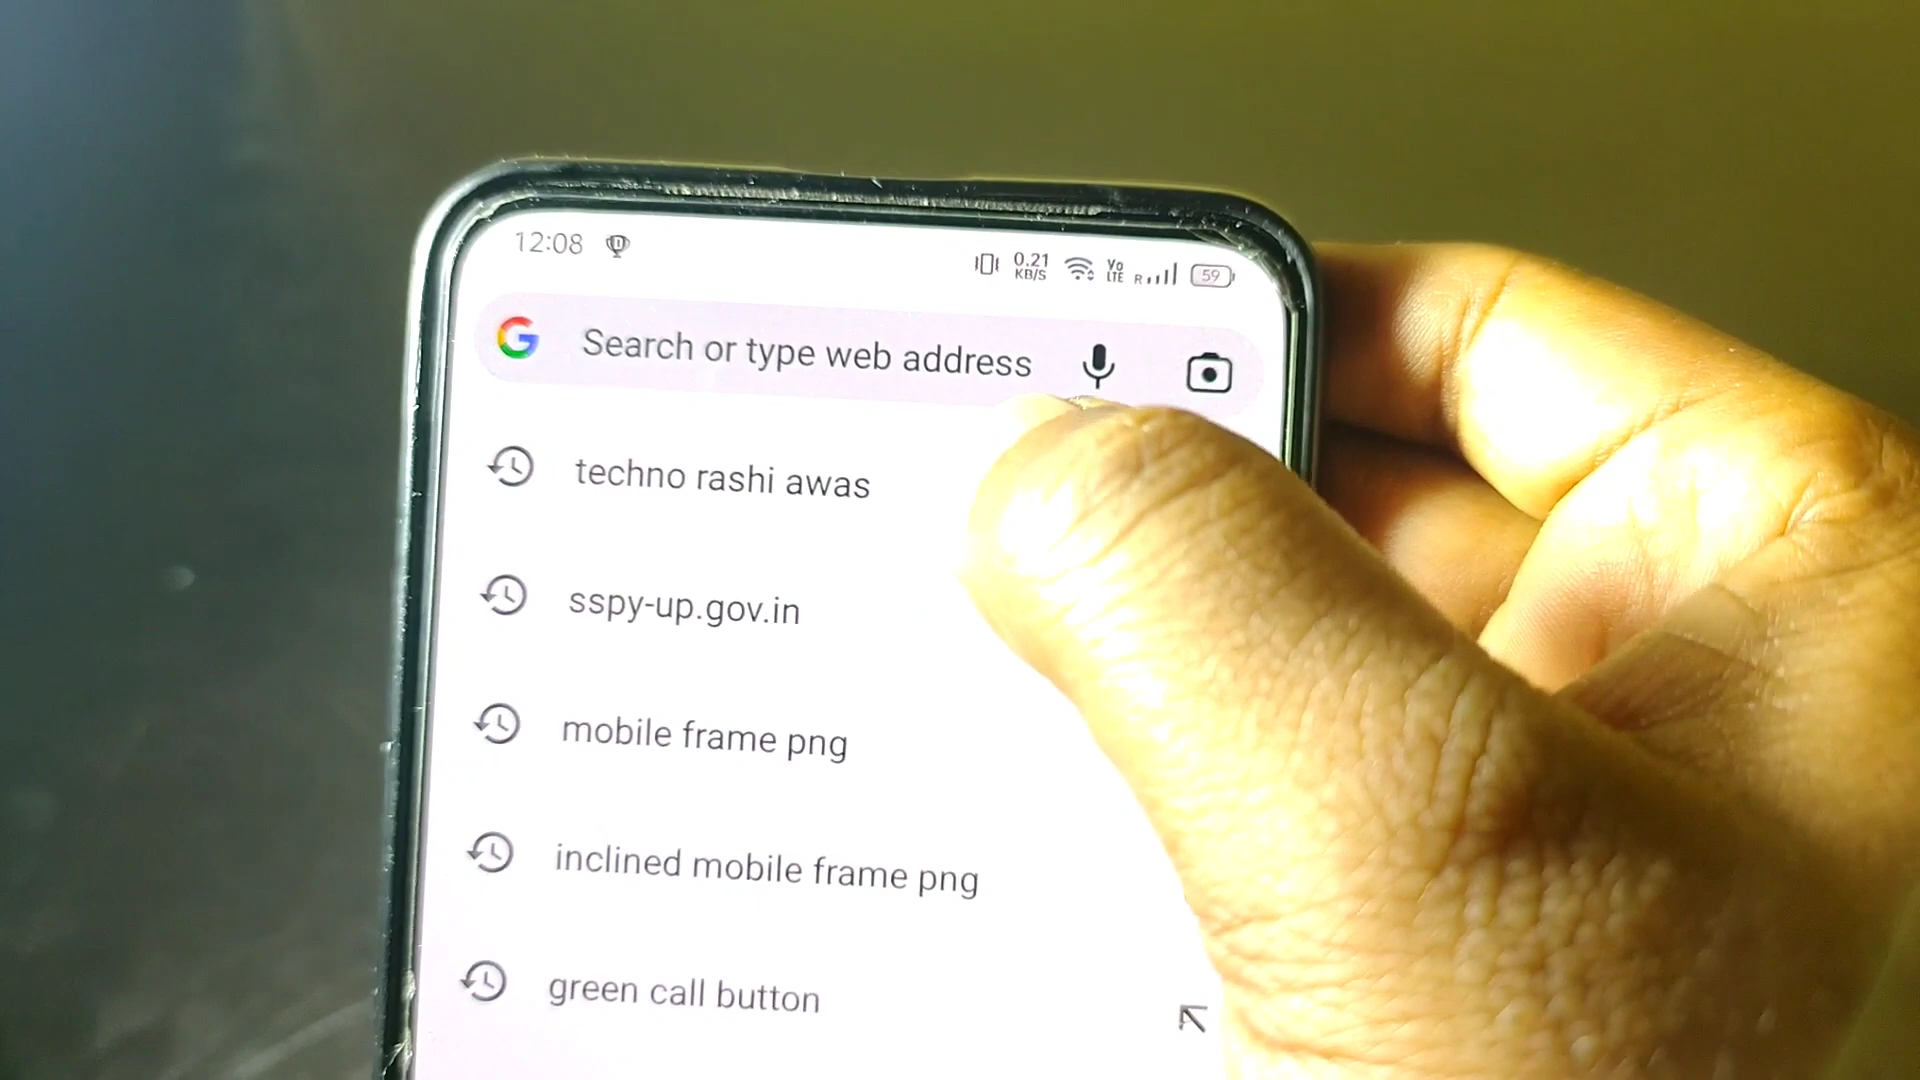 12:08
0.21
KB/S
Vo
LTE
R
59
Search or type web address
techno rashi awas
sspy-up.gov.in
mobile frame png
inclined mobile frame png
green call button